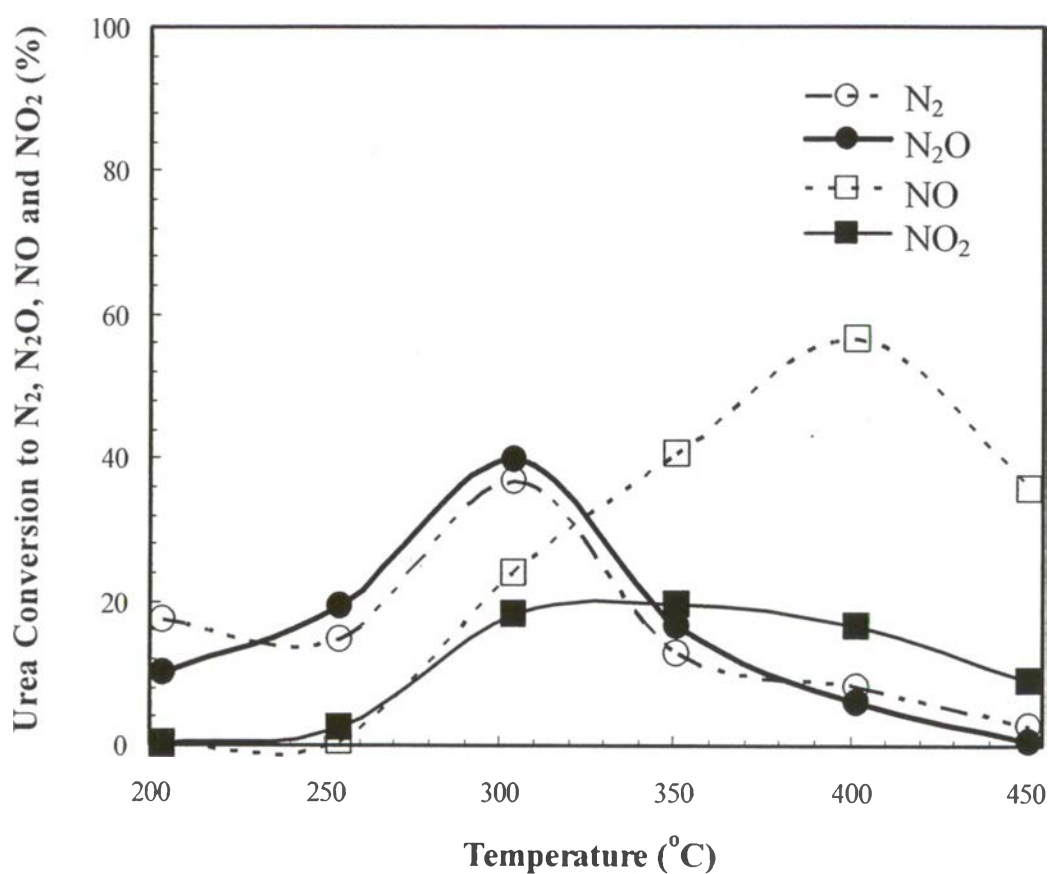 Urea Conversion to N₂, N₂O, NO and NO₂ (%)
100
80
60
40
20
0
N₂
N₂O
NO
NO₂
200 250 300 350 400 450
Temperature (°C)